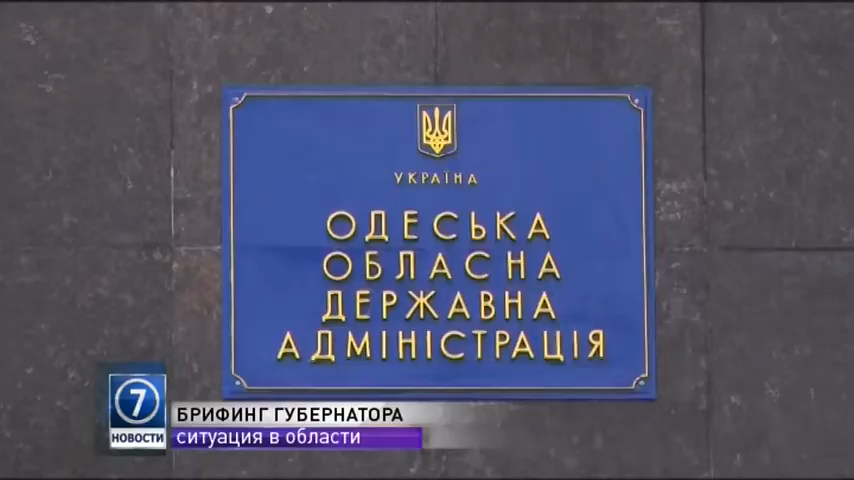 УКРАЇНА
ОДЕСЬКА
ОБЛАСНА
ДЕРЖАВНА
АДМІНІСТРАЦІЯ
7
НОВОСТИ
БРИФИНГ ГУБЕРНАТОРА
ситуация в области